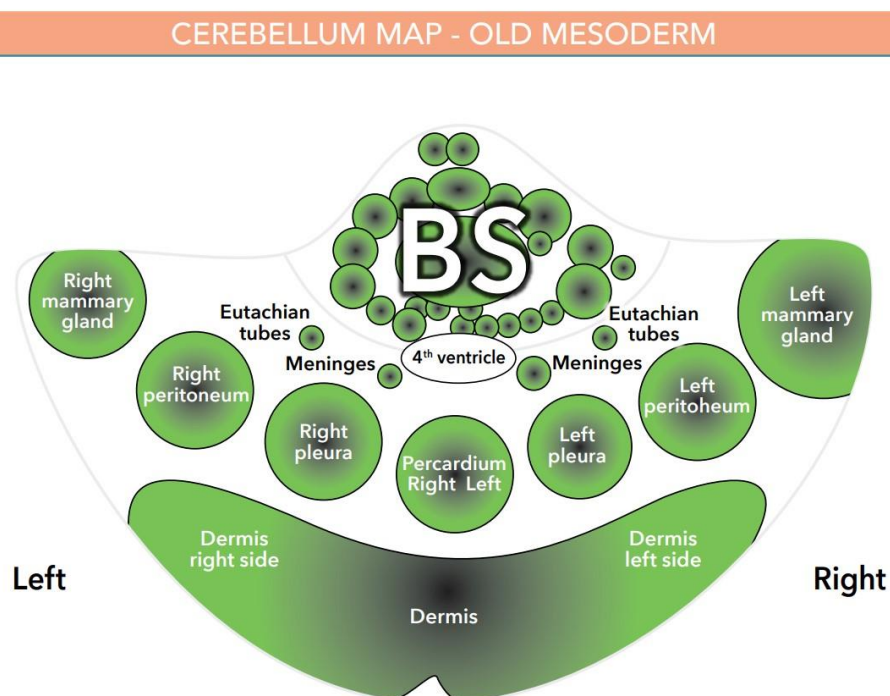 CEREBELLUM MAP - OLD MESODERM
BS
Right
mammary
gland
Left
mammary
gland
Eutachian
tubes
Eutachian
tubes
Meninges
4th ventricle
Meninges
Right
peritoneum
Left
peritoheum
Right
pleura
Left
pleura
Percardium
Right Left
Dermis
right side
Dermis
left side
Left
Right
Dermis